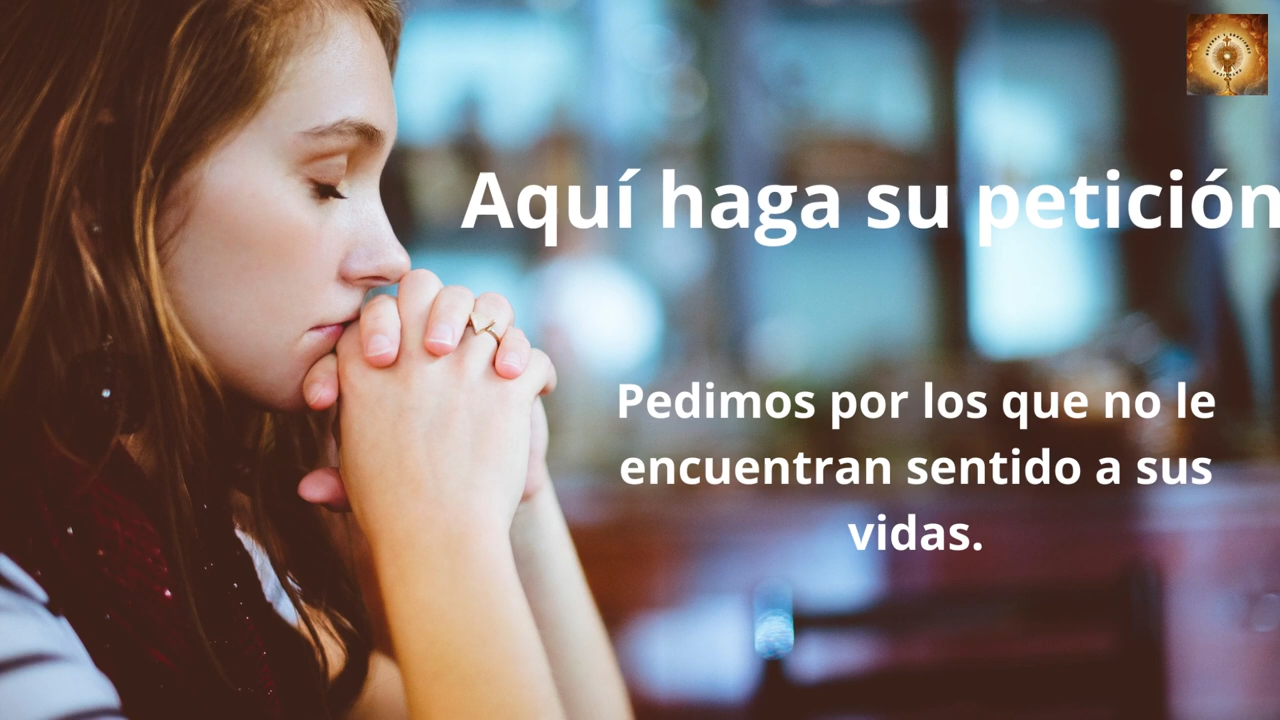 Aquí haga su petición
Pedimos por los que no le
encuentran sentido a sus
vidas.